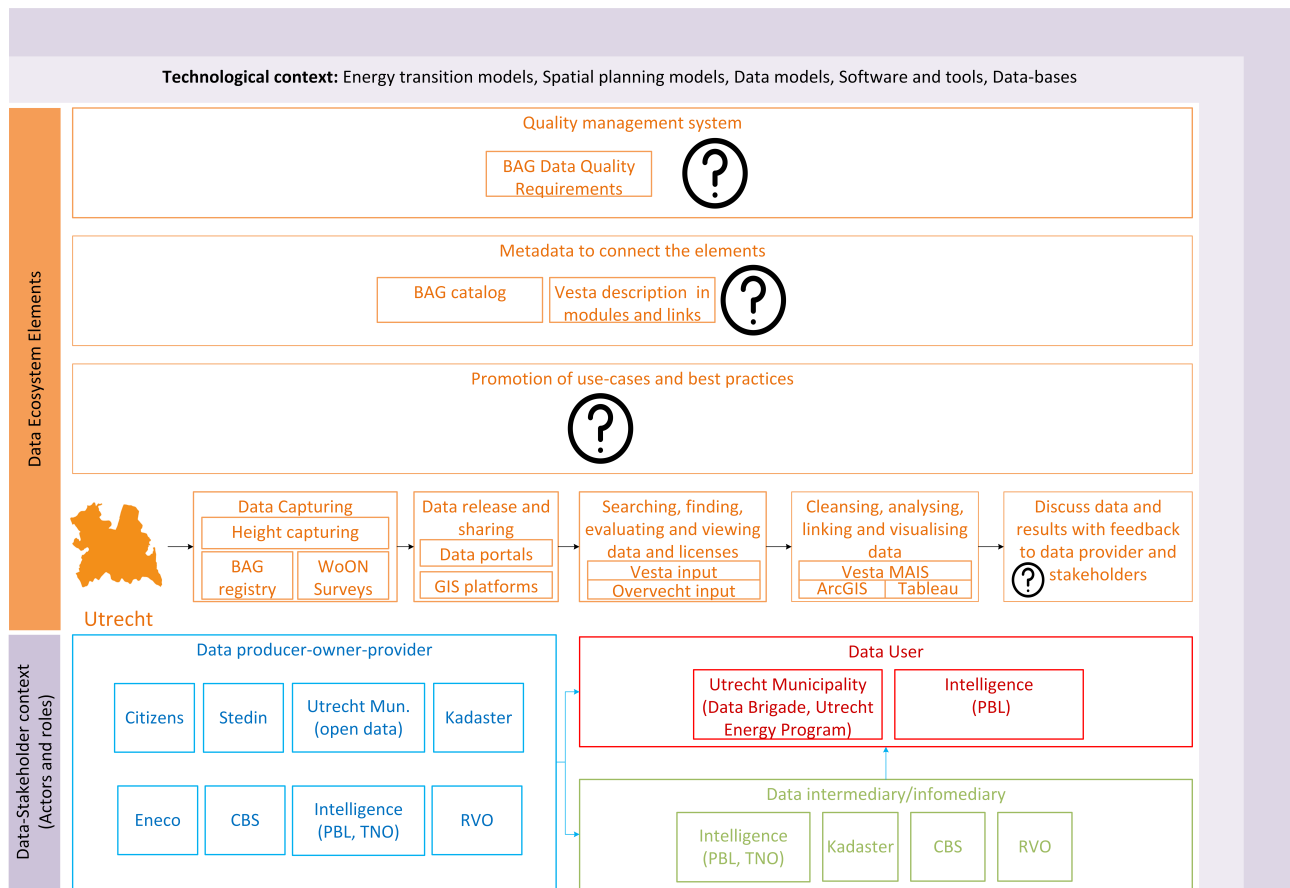 Technological context: Energy transition models, Spatial planning models, Data models, Software and tools, Data-bases
Data Ecosystem Elements
Quality management system
BAG Data Quality
Requirements
?
Metadata to connect the elements
BAG catalog
Vesta description in
modules and links
?
Promotion of use-cases and best practices
?
Utrecht
Data Capturing
Height capturing
BAG
registry
WoON
Surveys
Data release and
sharing
Data portals
GIS platforms
Searching, finding,
evaluating and viewing
data and licenses
Vesta input
Overvecht input
Cleansing, analysing,
linking and visualising
data
Vesta MAIS
ArcGIS
Tableau
Discuss data and
results with feedback
to data provider and
stakeholders
?
Data-Stakeholder context
(Actors and roles)
Data producer-owner-provider
Citizens
Stedin
Utrecht Mun.
(open data)
Kadaster
Eneco
CBS
Intelligence
(PBL, TNO)
RVO
Data User
Utrecht Municipality
(Data Brigade, Utrecht
Energy Program)
Intelligence
(PBL)
Data intermediary/infomediary
Intelligence
(PBL, TNO)
Kadaster
CBS
RVO